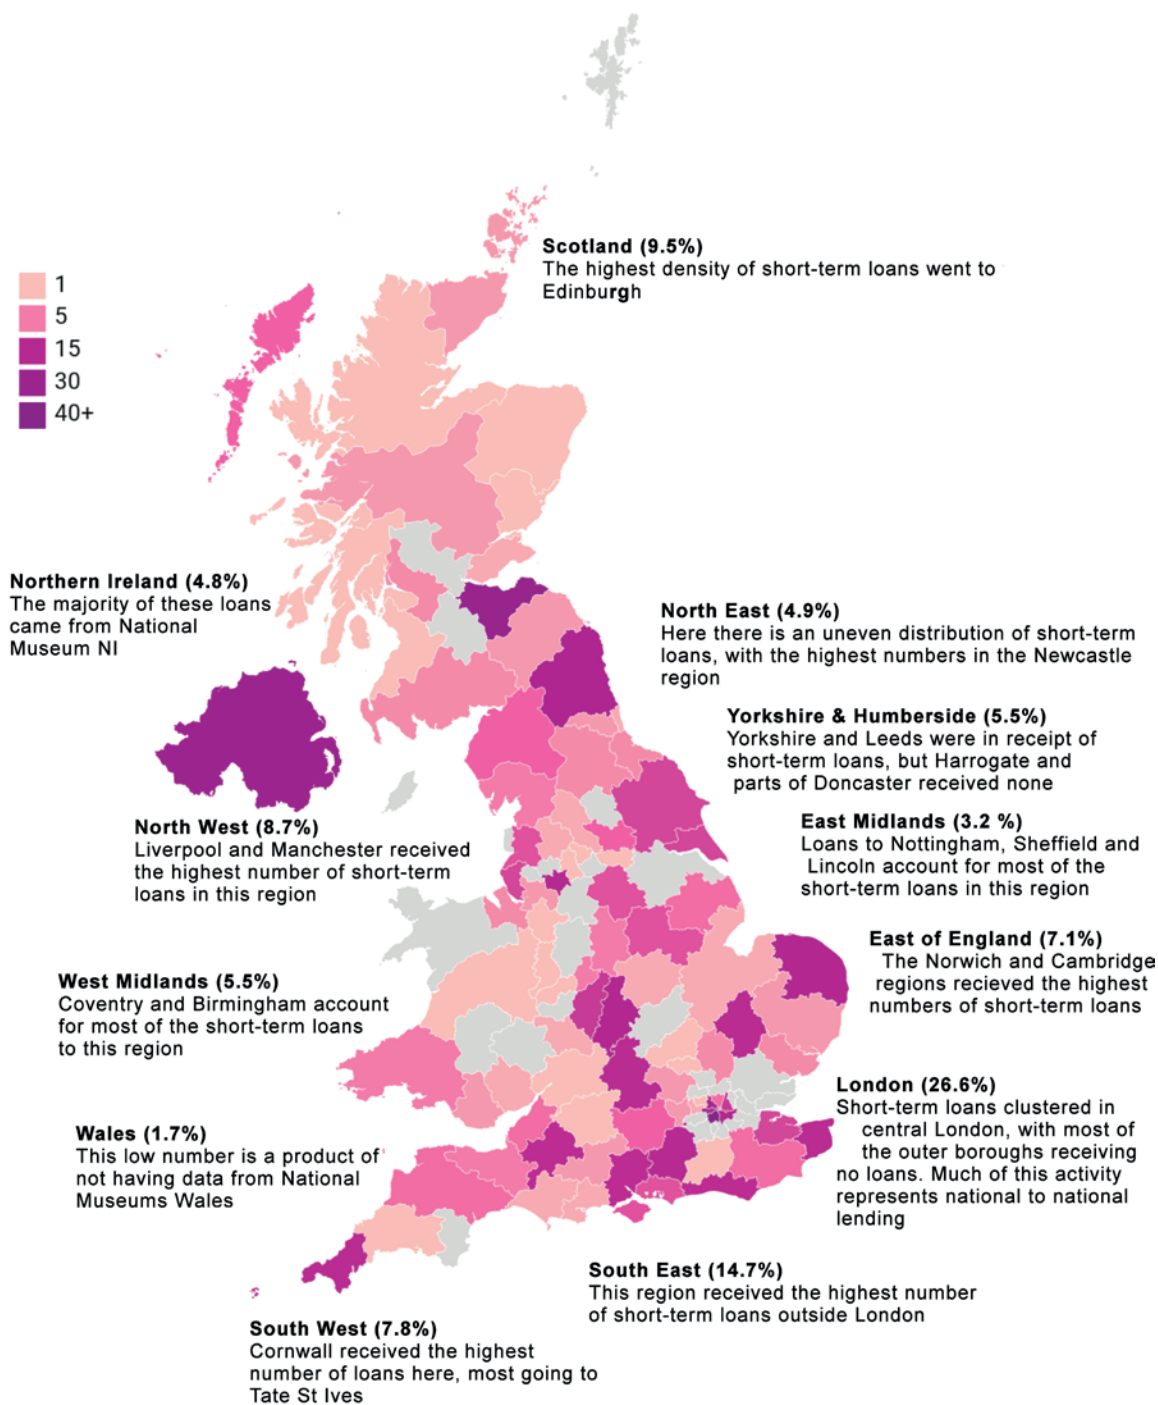 Scotland (9.5%)
The highest density of short-term loans went to
Edinburgh
1
5
15
30
40+
Northern Ireland (4.8%)
The majority of these loans
came from National
Museum NI
North East (4.9%)
Here there is an uneven distribution of short-term
loans, with the highest numbers in the Newcastle
region
Yorkshire & Humberside (5.5%)
Yorkshire and Leeds were in receipt of
short-term loans, but Harrogate and
parts of Doncaster received none
North West (8.7%)
Liverpool and Manchester received
the highest number of short-term
loans in this region
East Midlands (3.2 %)
Loans to Nottingham, Sheffield and
Lincoln account for most of the
short-term loans in this region
East of England (7.1%)
The Norwich and Cambridge
regions recieved the highest
numbers of short-term loans
West Midlands (5.5%)
Coventry and Birmingham account
for most of the short-term loans
to this region
London (26.6%)
Short-term loans clustered in
central London, with most of
the outer boroughs receiving
no loans. Much of this activity
represents national to national
lending
Wales (1.7%)
This low number is a product of
not having data from National
Museums Wales
South East (14.7%)
This region received the highest number
of short-term loans outside London
South West (7.8%)
Cornwall received the highest
number of loans here, most going to
Tate St Ives